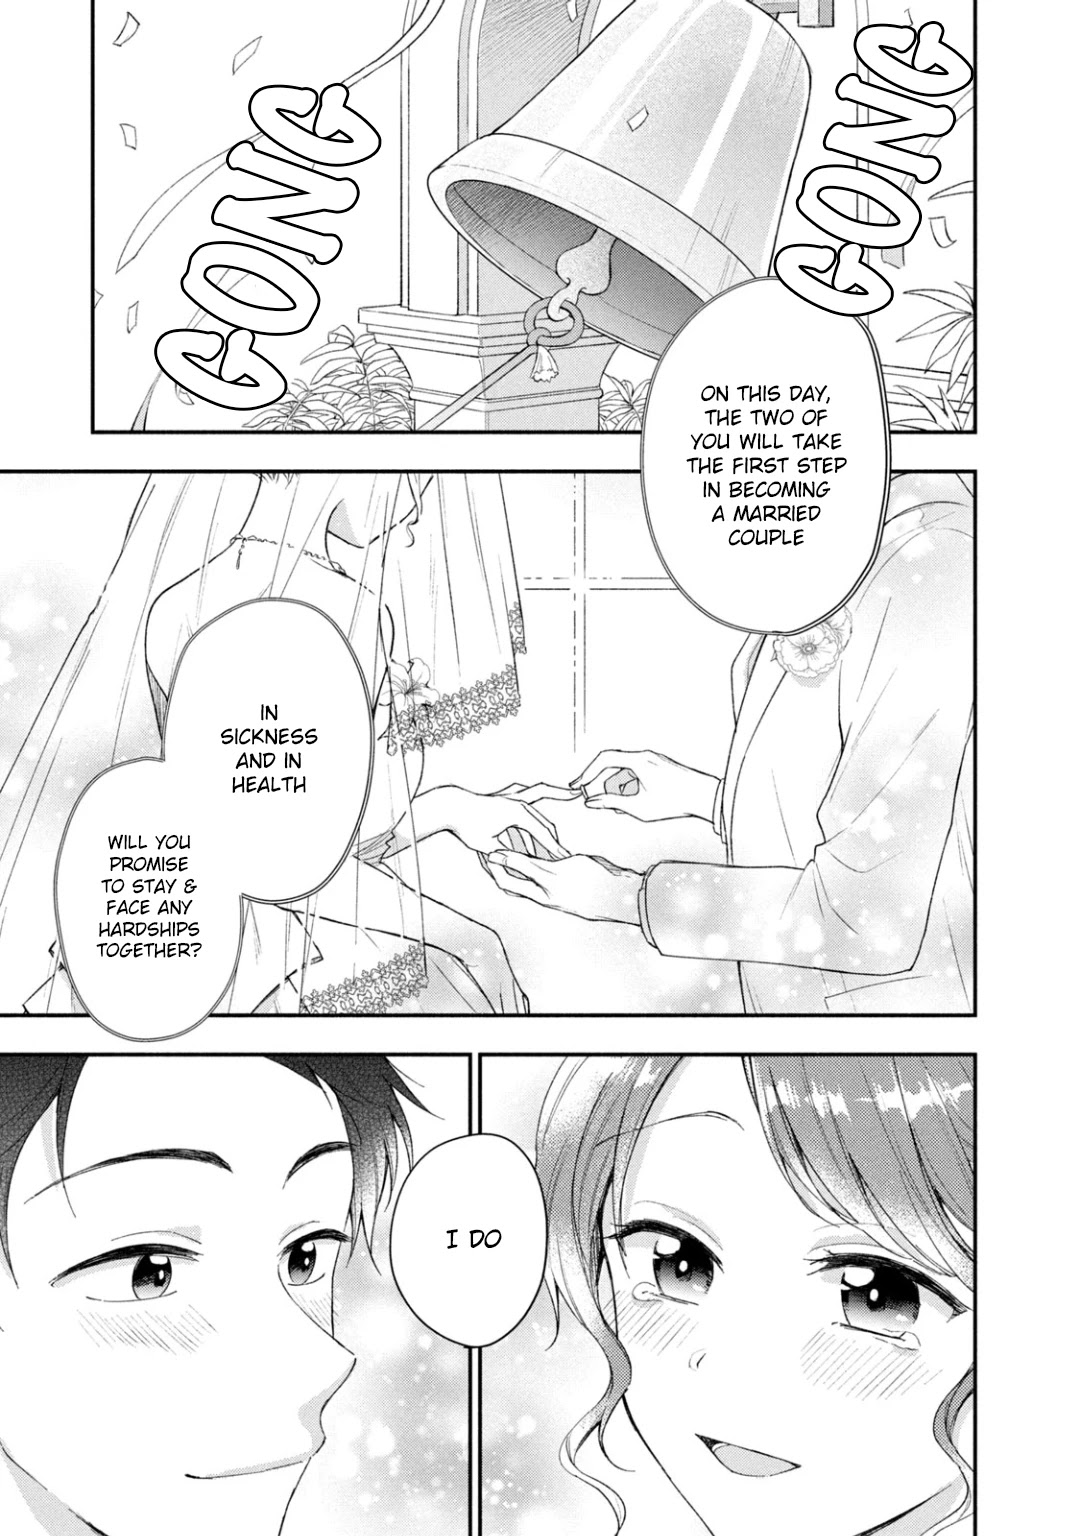 GONG
GONG
ON THIS DAY,
THE TWO OF
YOU WILL TAKE
THE FIRST STEP
IN BECOMING
A MARRIED
COUPLE
IN
SICKNESS
AND IN
HEALTH
WILL YOU
PROMISE
TO STAY &
FACE ANY
HARDSHIPS
TOGETHER?
I DO